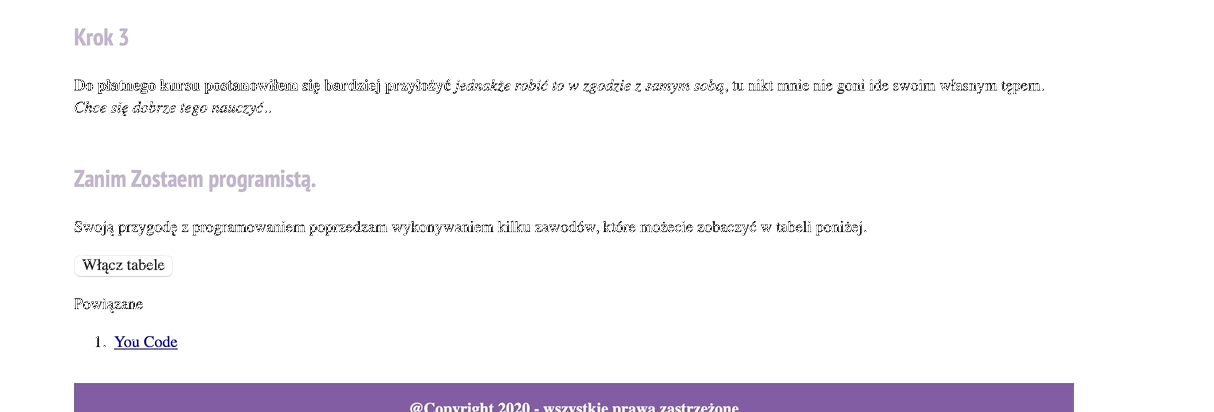 Krok 3
Do płatnego kursu postanowiłem się bardziej przyłożyć jednakże robić to w zgodzie z samym sobą, tu nikt mnie nie goni ide swoim własnym tępem.
Chce się dobrze tego nauczyć..
Zanim Zostaem programistą.
Swoją przygodę z programowaniem poprzedzam wykonywaniem kilku zawodów, które możecie zobaczyć w tabeli poniżej.
Włącz tabele
Powiązane
1. You Code
@Copyright 2020 - wszystkie prawa zastrzeżone